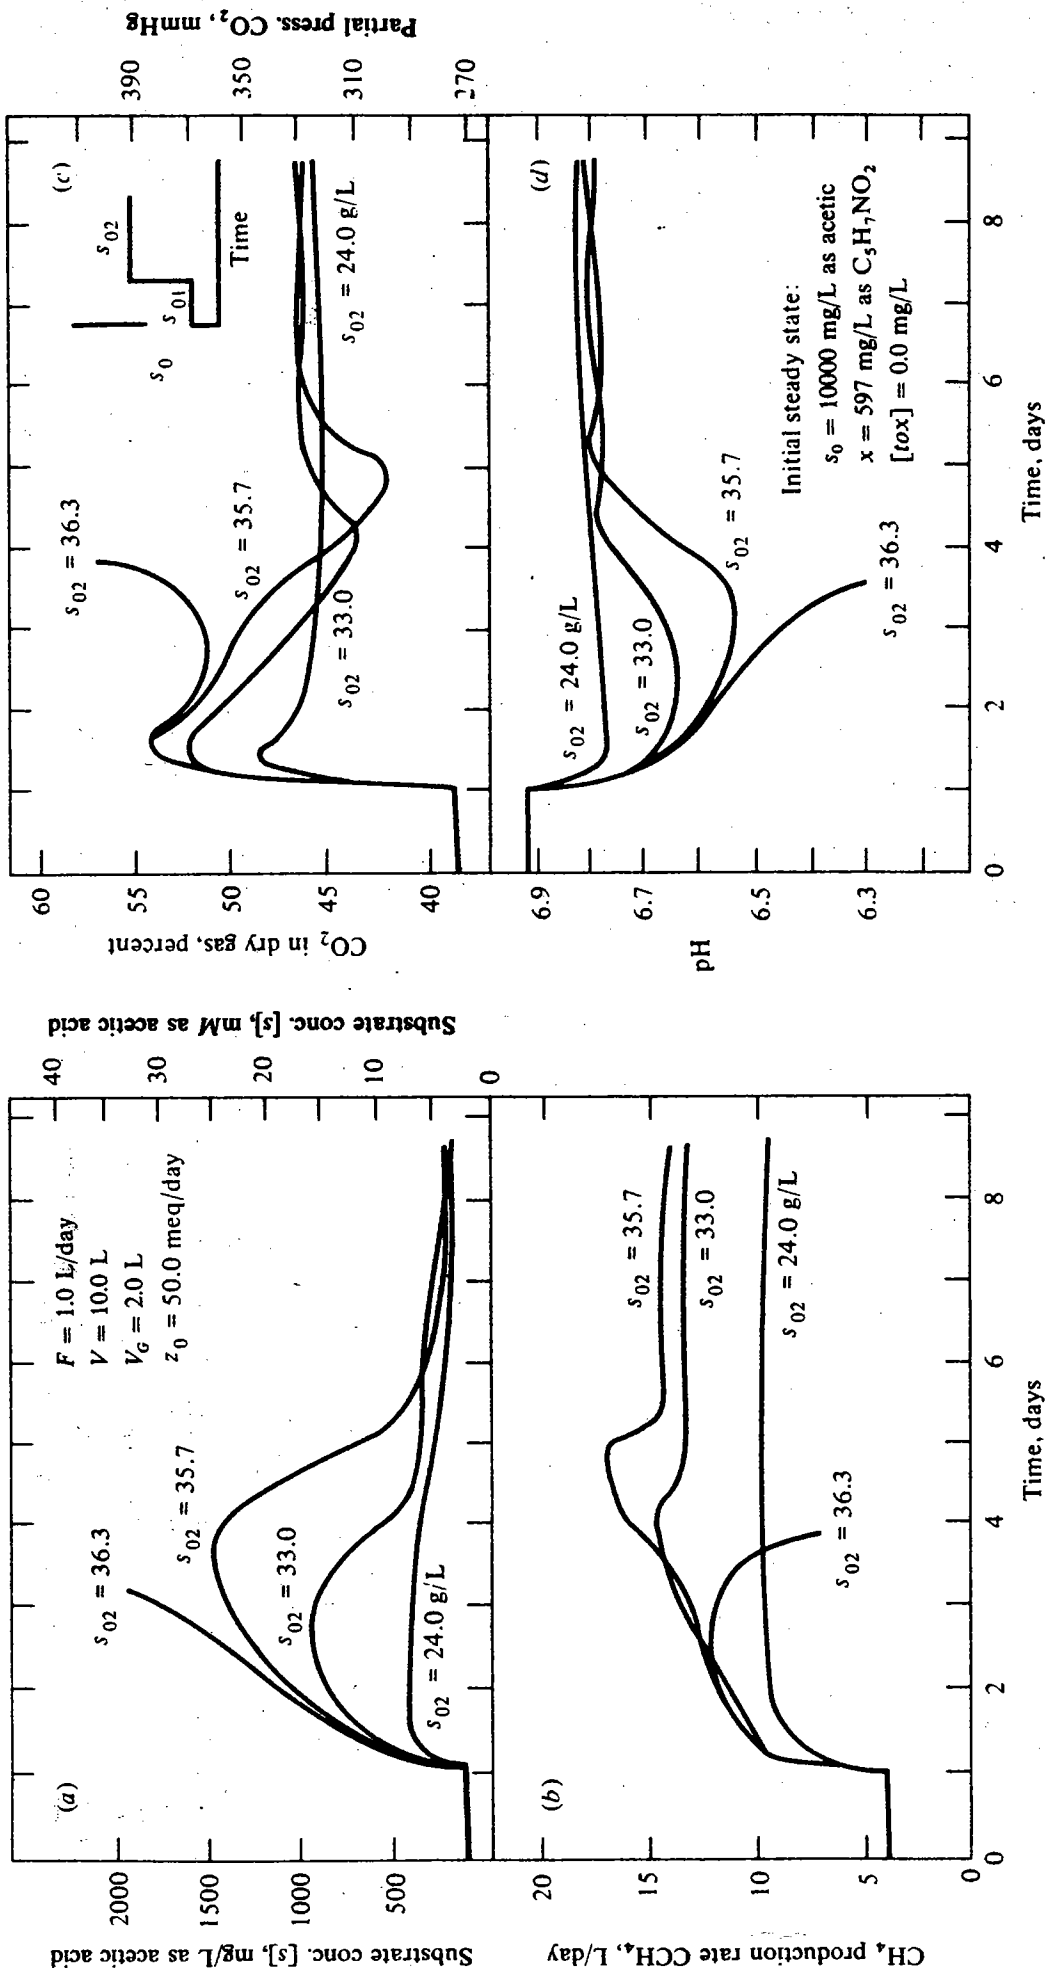 (a)
F = 1.0 L/day
V = 10.0 L
V_G = 2.0 L
z_0 = 50.0 meq/day
s_02 = 36.3
s_02 = 35.7
s_02 = 33.0
s_02 = 24.0 g/L
2000
1500
1000
500
Substrate conc. [s], mg/L as acetic acid
40
30
20
10
0
Substrate conc. [s], mM as acetic acid
(b)
s_02 = 35.7
s_02 = 33.0
s_02 = 24.0 g/L
s_02 = 36.3
20
15
10
5
0
CH_4 production rate CCH_4, L/day
0
2
4
6
8
Time, days
(c)
s_0
s_01
s_02
Time
s_02 = 36.3
s_02 = 35.7
s_02 = 33.0
s_02 = 24.0 g/L
60
55
50
45
40
CO_2 in dry gas, percent
390
350
310
270
Partial press. CO_2, mmHg
(d)
s_02 = 24.0 g/L
s_02 = 33.0
s_02 = 35.7
s_02 = 36.3
Initial steady state:
s_0 = 10000 mg/L as acetic
x = 597 mg/L as C_5H_7NO_2
[tox] = 0.0 mg/L
6.9
6.7
6.5
6.3
pH
0
2
4
6
8
Time, days